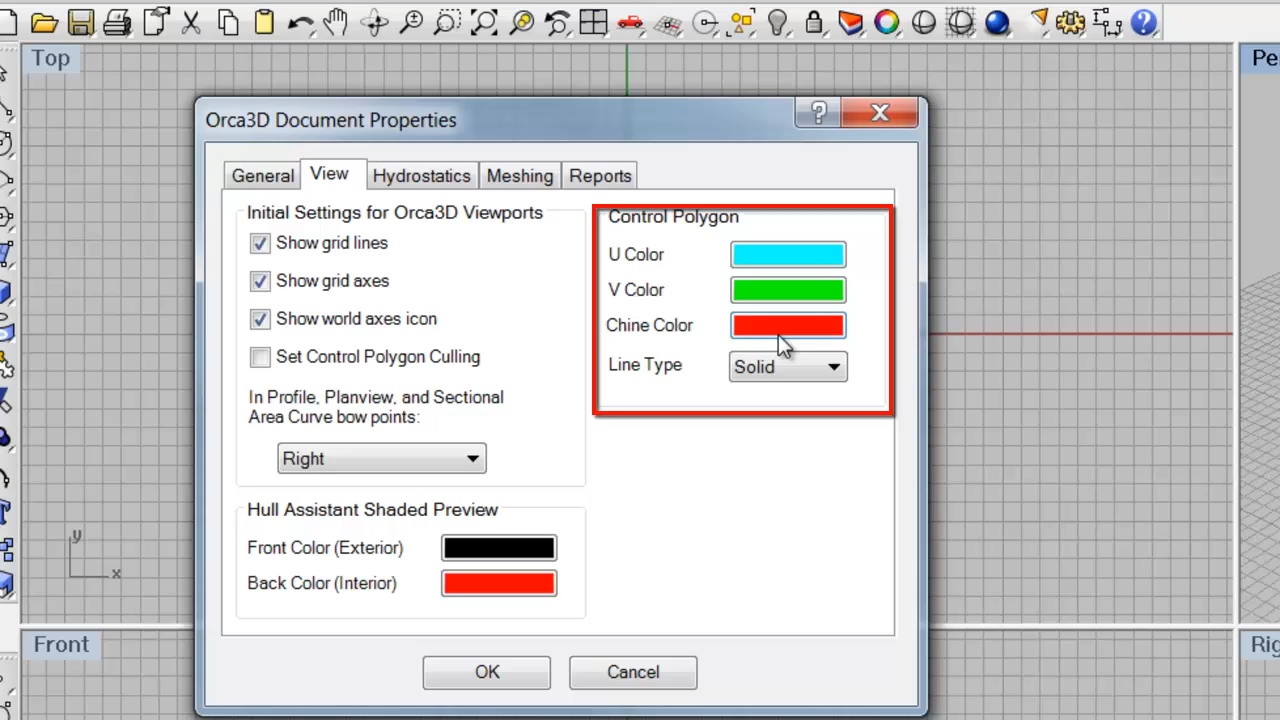 Top
Pe
Orca3D Document Properties
?
X
General View Hydrostatics Meshing Reports
Initial Settings for Orca3D Viewports
Show grid lines
Show grid axes
Show world axes icon
Set Control Polygon Culling
In Profile, Planview, and Sectional
Area Curve bow points:
Right
Control Polygon
U Color
V Color
Chine Color
Line Type Solid
Hull Assistant Shaded Preview
Front Color (Exterior)
Back Color (Interior)
OK Cancel
y
x
Front
Rig